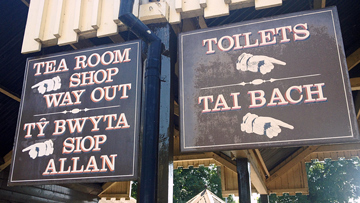 TEA ROOM
SHOP
WAY OUT
TŶ BWYTA
SIOP
ALLAN
TOILETS
TAI BACH